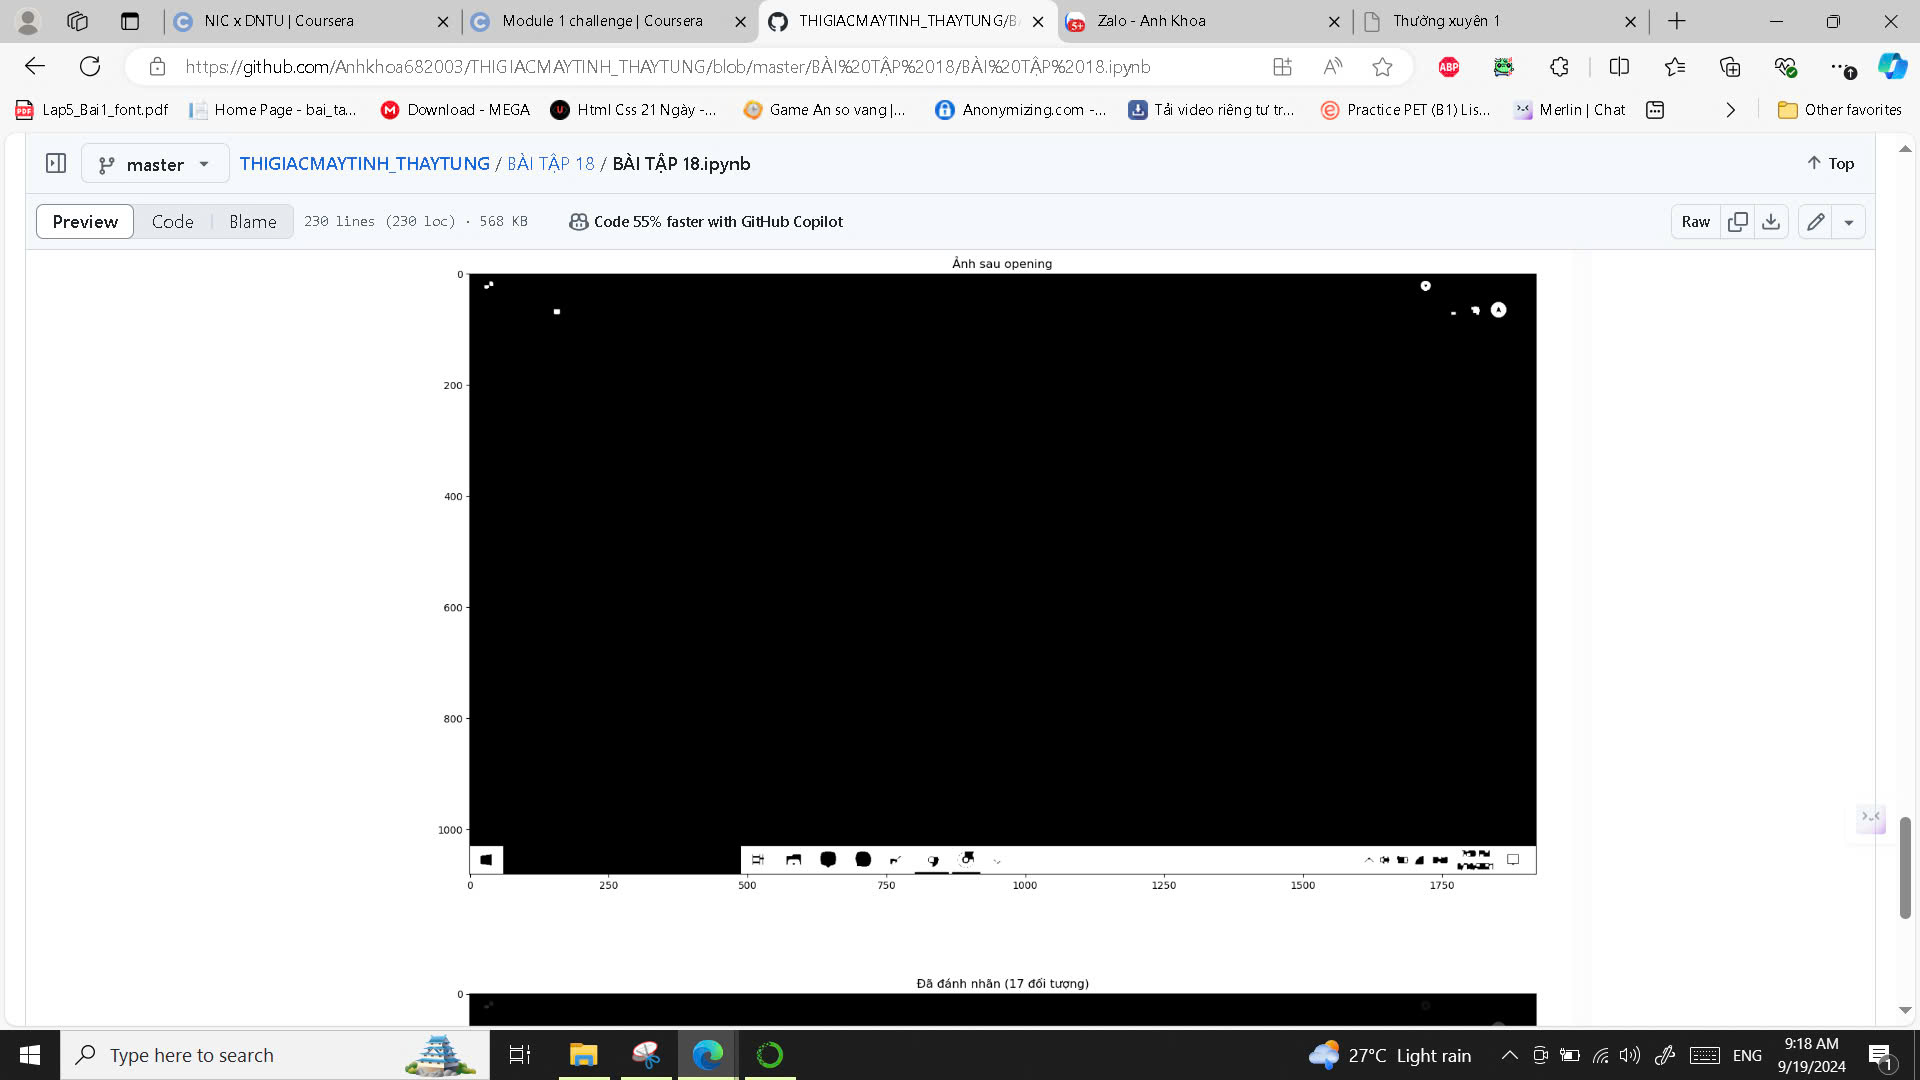 NIC x DNTU | Coursera
Module 1 challenge | Coursera
THIGIACMAYTINH_THAYTUNG/B
5+
Zalo - Anh Khoa
Thưởng xuyên 1
https://github.com/Anhkhoa682003/THIGIACMAYTINH_THAYTUNG/blob/master/BÀI%20TẬP%2018/BÀI%20TẬP%2018.ipynb
ABP
PDF
Lap5_Bai1_font.pdf
Home Page - bai_ta...
Download - MEGA
Html Css 21 Ngày -...
Game An so vang |...
Anonymizing.com -...
Tải video riêng tư tr...
Practice PET (B1) Lis...
Merlin | Chat
Other favorites
master
THIGIACMAYTINH_THAYTUNG / BÀI TẬP 18 / BÀI TẬP 18.ipynb
Top
Preview
Code
Blame
230 lines (230 loc) · 568 KB
Code 55% faster with GitHub Copilot
Raw
Ảnh sau opening
0
200
400
600
800
1000
0
250
500
750
1000
1250
1500
1750
Đã đánh nhãn (17 đối tượng)
0
Type here to search
27°C Light rain
ENG
9:18 AM
9/19/2024
1